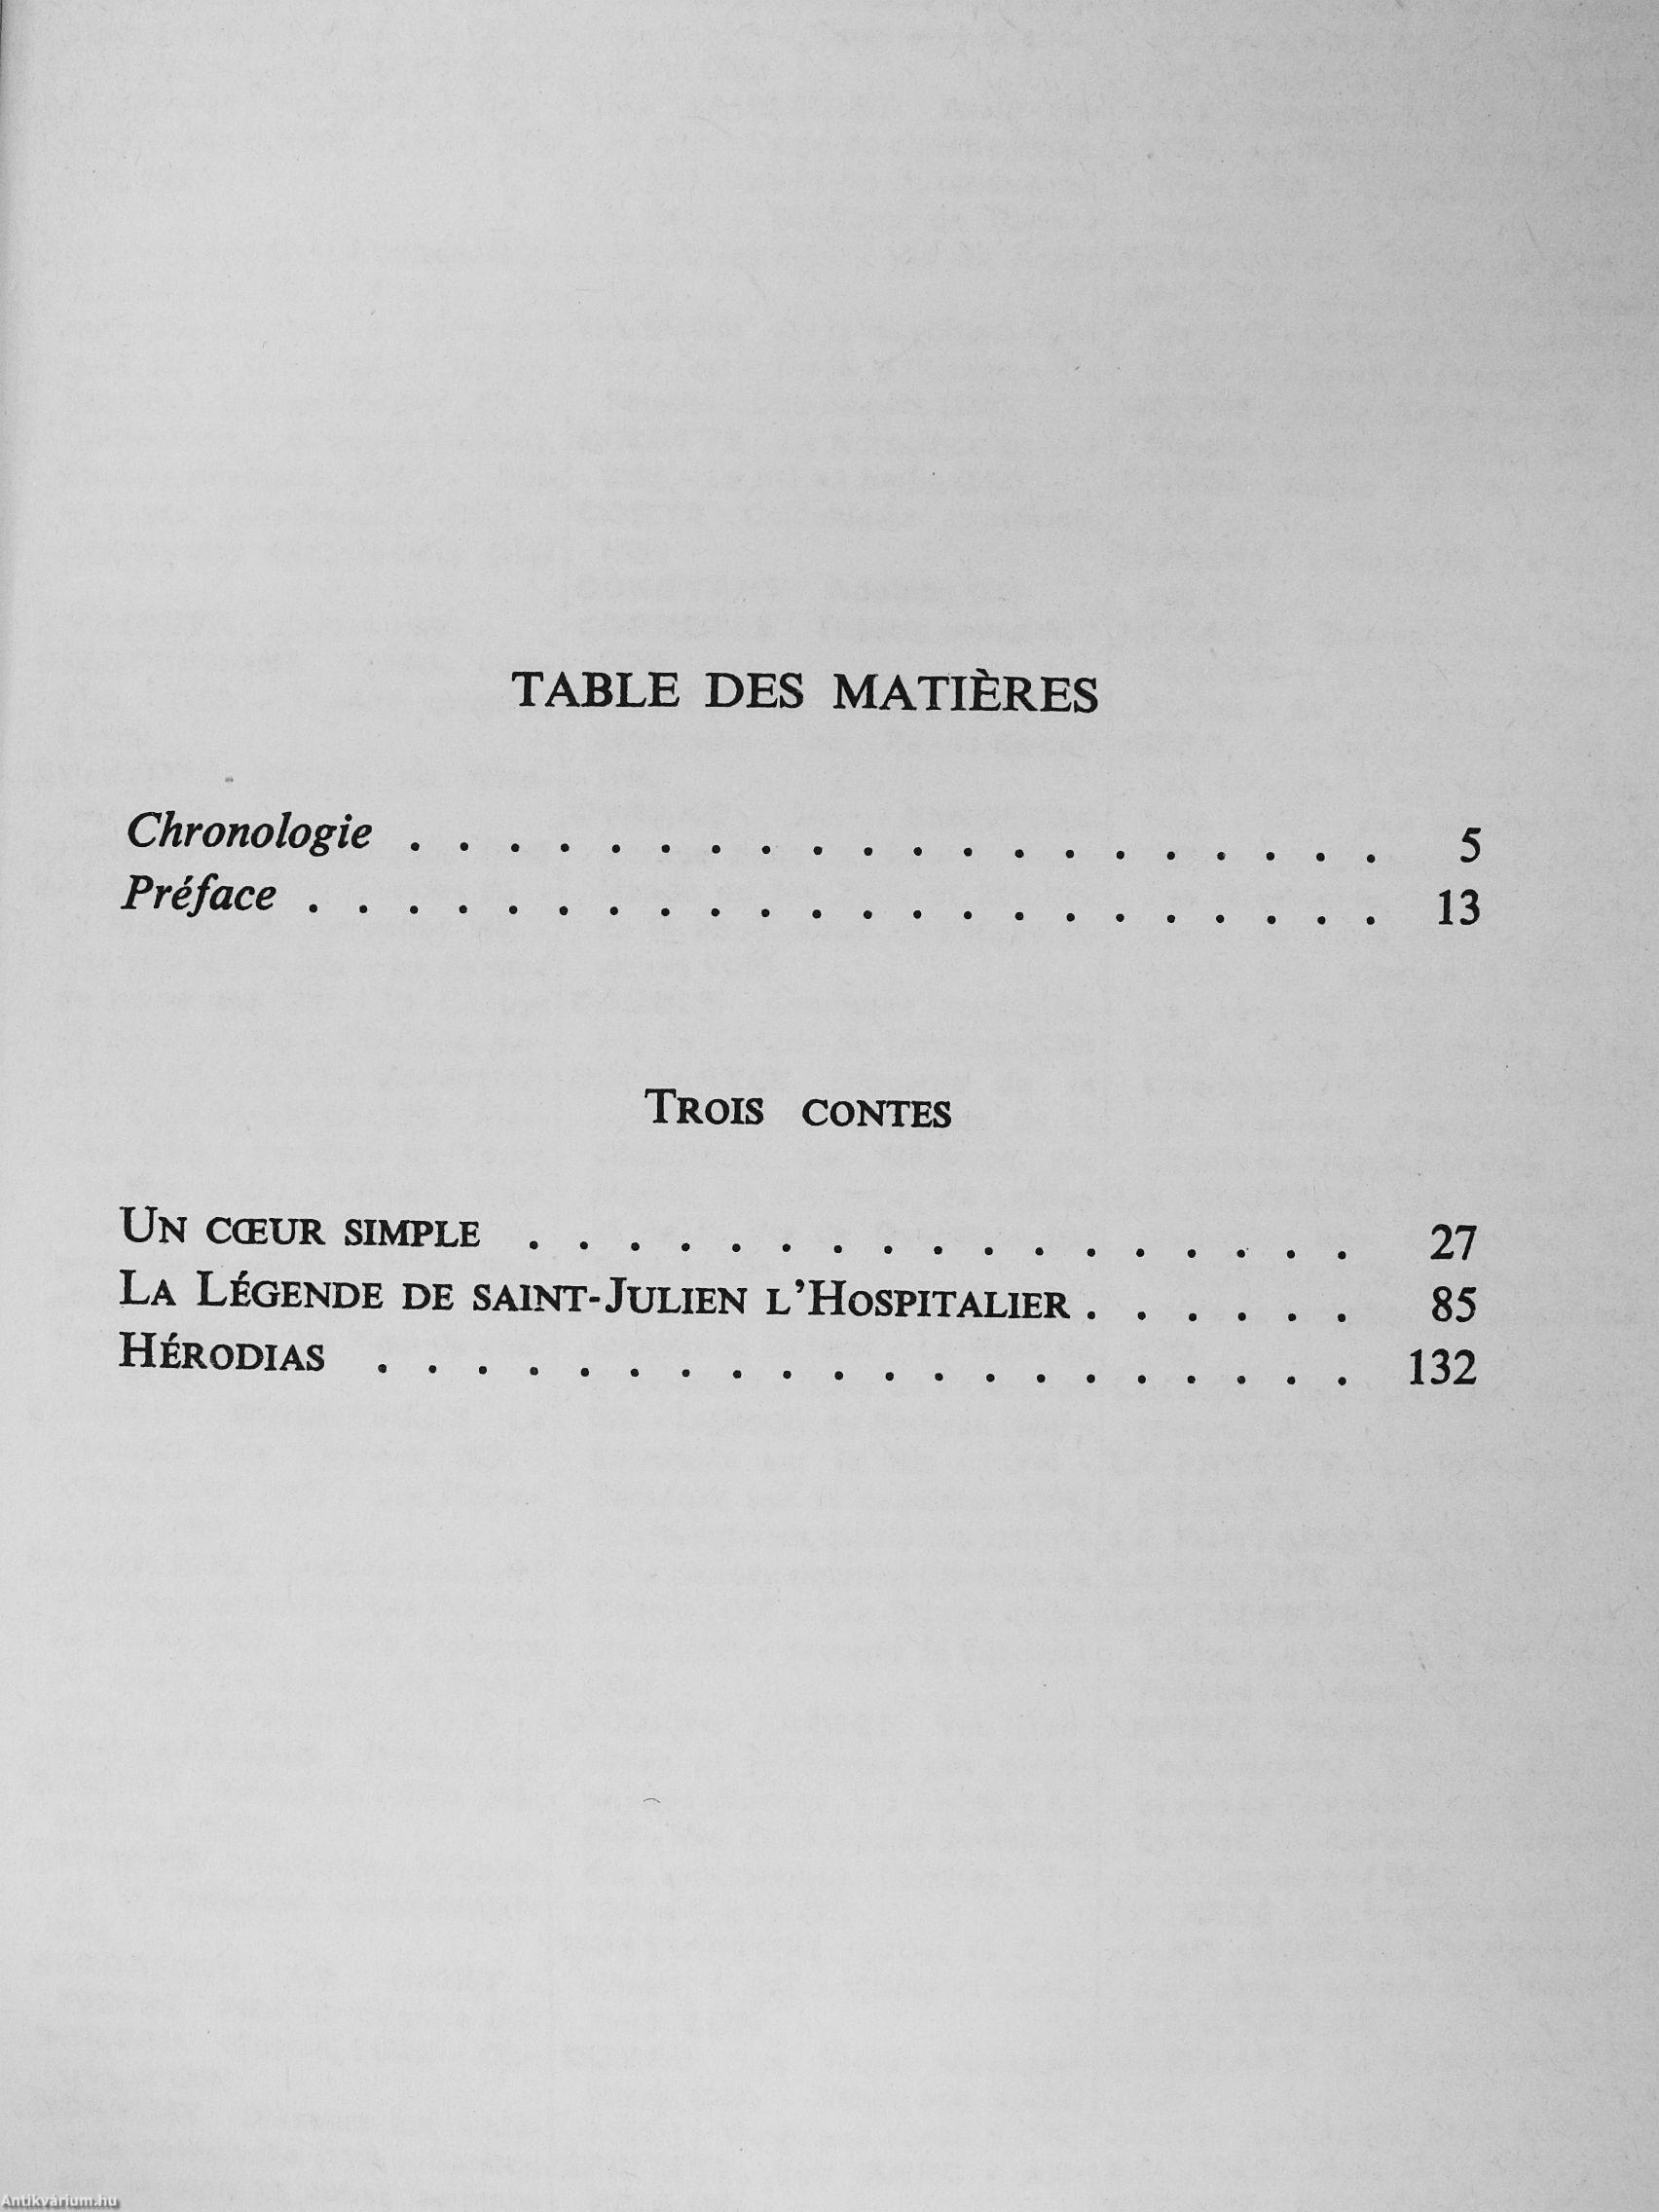 TABLE DES MATIÈRES
Chronologie . . . . . . . . . . . . . . . . . . . . 5
Préface . . . . . . . . . . . . . . . . . . . . . . 13
TROIS CONTES
UN CŒUR SIMPLE . . . . . . . . . . . . . . . . . 27
LA LÉGENDE DE SAINT-JULIEN L'HOSPITALIER . . . . . . 85
HÉRODIAS . . . . . . . . . . . . . . . . . . . . 132
Antikvárium.hu